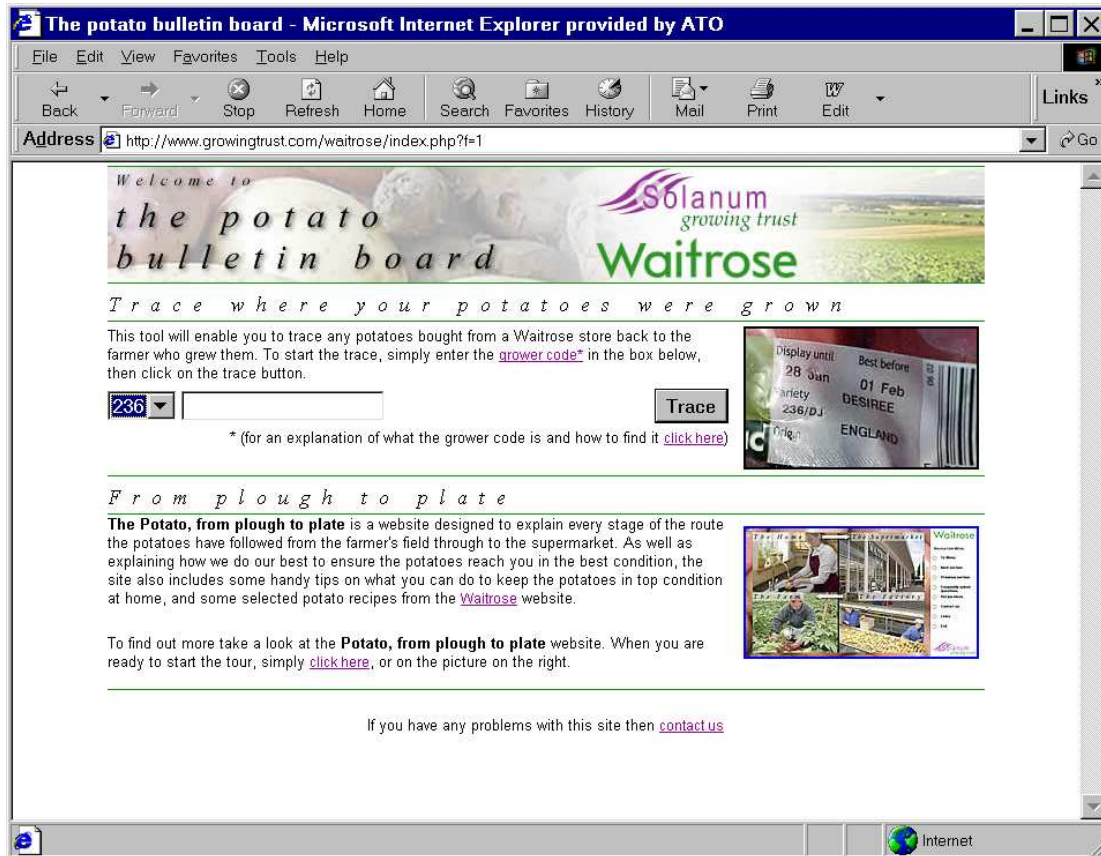 The potato bulletin board - Microsoft Internet Explorer provided by ATO
File Edit View Favorites Tools Help
Back Forward Stop Refresh Home Search Favorites History Mail Print Edit Links
Address http://www.growingtrust.com/waitrose/index.php?f=1 Go
Welcome to
the potato
bulletin board
Solanum
growing trust
Waitrose
Trace where your potatoes were grown
This tool will enable you to trace any potatoes bought from a Waitrose store back to the
farmer who grew them. To start the trace, simply enter the grower code* in the box below,
then click on the trace button.
236 Trace
* (for an explanation of what the grower code is and how to find it click here)
Display until Best before
28 Jan 01 Feb
Variety DESIREE
236/DJ
Origin ENGLAND
From plough to plate
The Potato, from plough to plate is a website designed to explain every stage of the route
the potatoes have followed from the farmer's field through to the supermarket. As well as
explaining how we do our best to ensure the potatoes reach you in the best condition, the
site also includes some handy tips on what you can do to keep the potatoes in top condition
at home, and some selected potato recipes from the Waitrose website.
The Home The Supermarket Waitrose
The Farm The Factory
Solanum
To find out more take a look at the Potato, from plough to plate website. When you are
ready to start the tour, simply click here, or on the picture on the right.
If you have any problems with this site then contact us
Internet